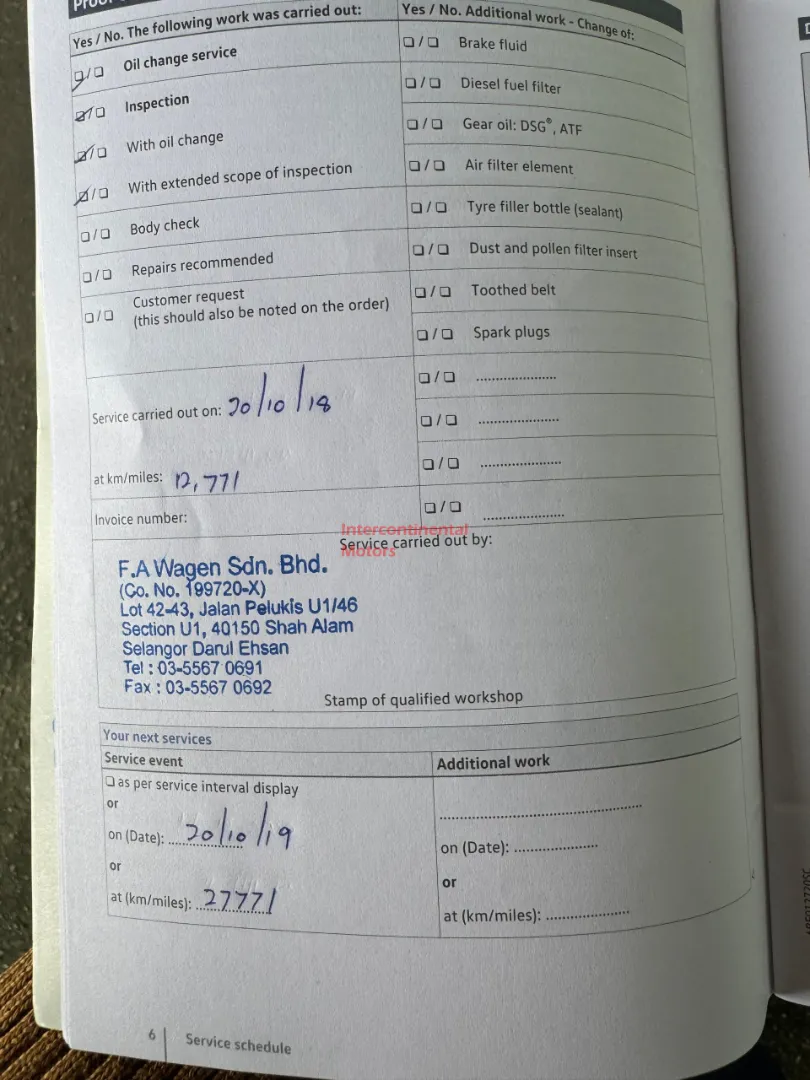 Yes / No. The following work was carried out:
☑/☐ Oil change service
☑/☐ Inspection
☑/☐ With oil change
☑/☐ With extended scope of inspection
☐/☐ Body check
☐/☐ Repairs recommended
☐/☐ Customer request
(this should also be noted on the order)
Service carried out on: 20/10/18
at km/miles: 12,771
Invoice number:
Yes / No. Additional work - Change of:
☐/☐ Brake fluid
☐/☐ Diesel fuel filter
☐/☐ Gear oil: DSG®, ATF
☐/☐ Air filter element
☐/☐ Tyre filler bottle (sealant)
☐/☐ Dust and pollen filter insert
☐/☐ Toothed belt
☐/☐ Spark plugs
☐/☐ ....................
☐/☐ ....................
☐/☐ ....................
☐/☐ ....................
Intercontinental
Motors
Service carried out by:
F.A Wagen Sdn. Bhd.
(Co. No. 199720-X)
Lot 42-43, Jalan Pelukis U1/46
Section U1, 40150 Shah Alam
Selangor Darul Ehsan
Tel : 03-5567 0691
Fax : 03-5567 0692
Stamp of qualified workshop
Your next services
Service event
☐ as per service interval display
or
on (Date): 20/10/19
or
at (km/miles): 27771
Additional work
....................
on (Date): ....................
or
at (km/miles): ....................
6 Service schedule